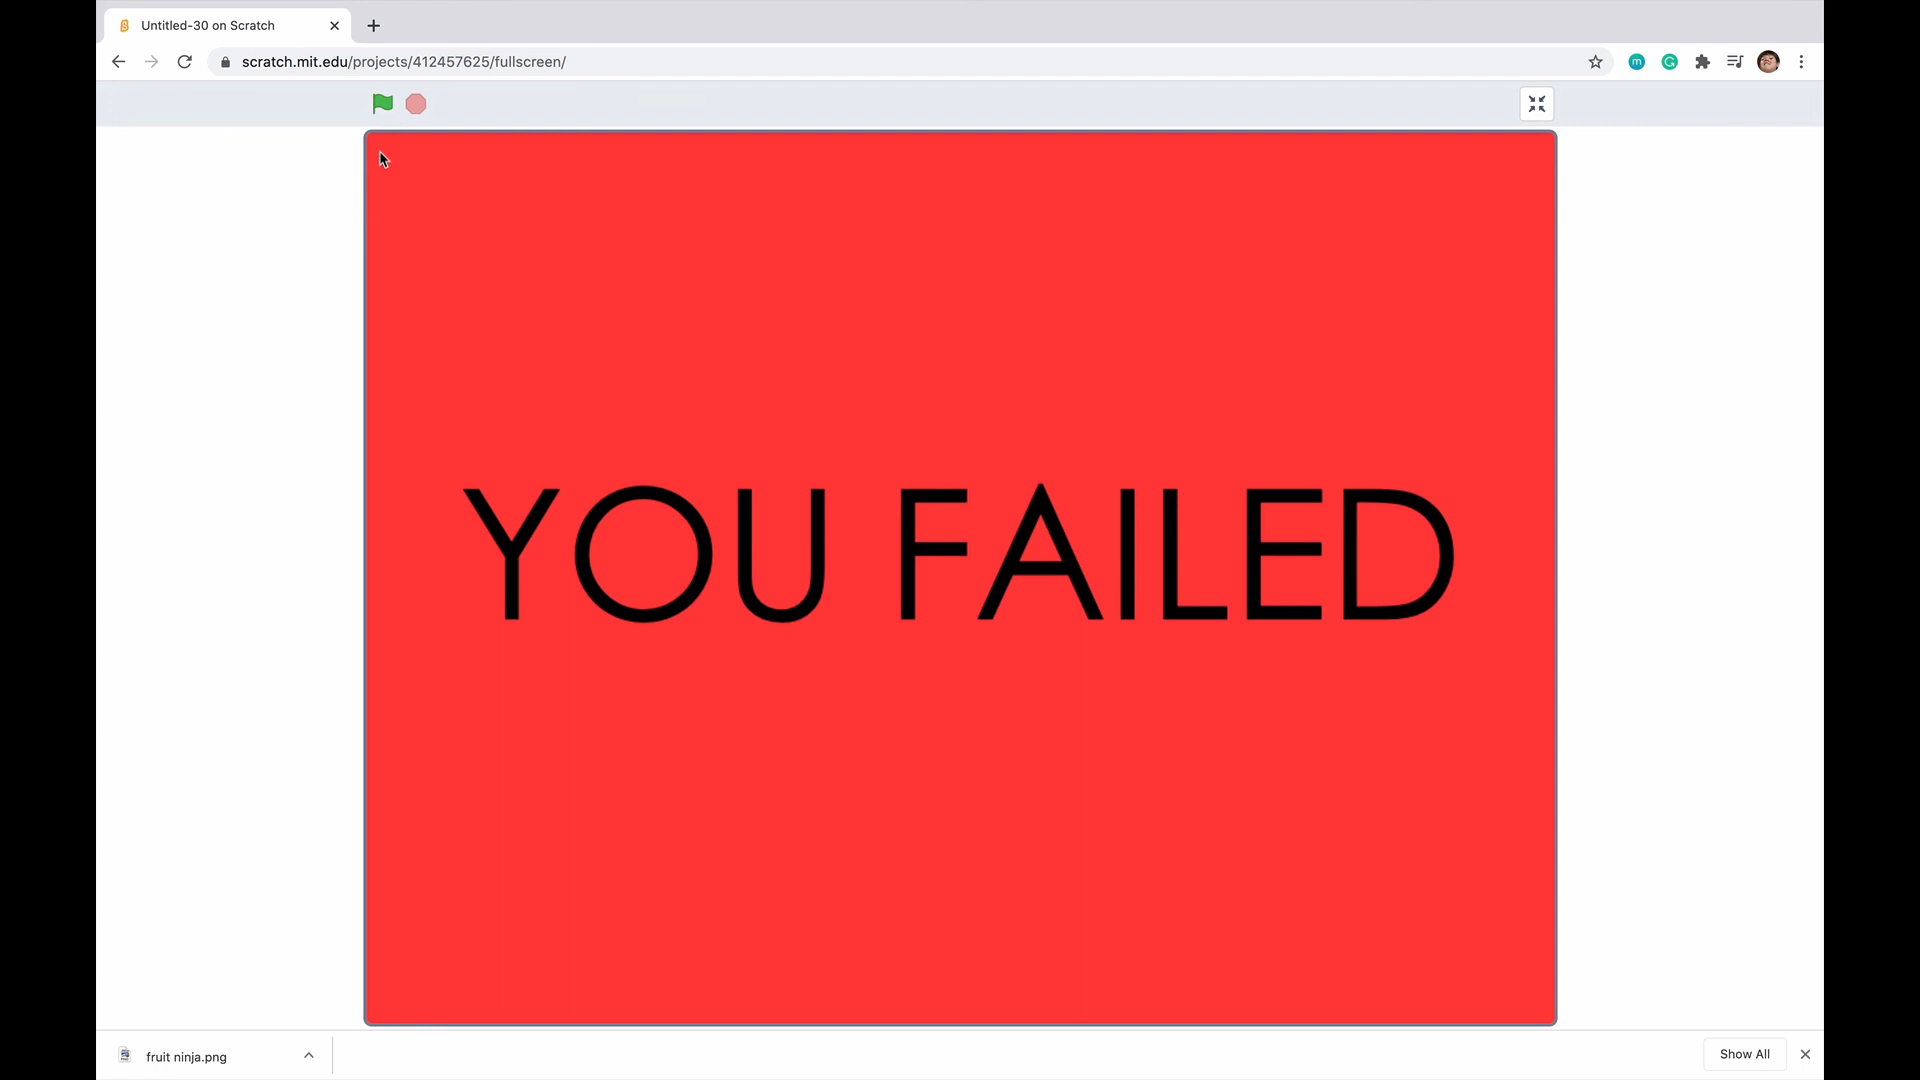 Untitled-30 on Scratch
scratch.mit.edu/projects/412457625/fullscreen/
YOU FAILED
fruit ninja.png
Show All